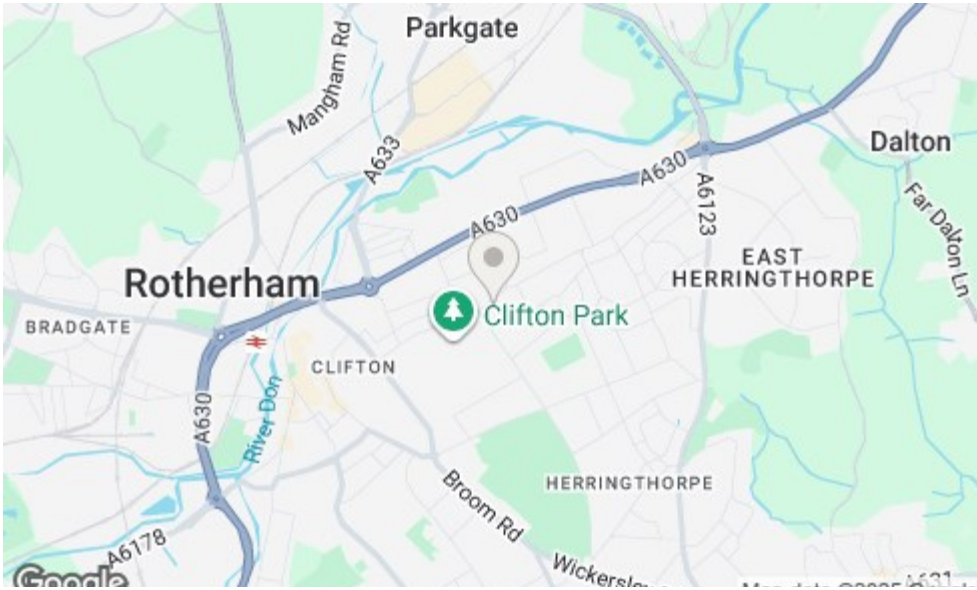 Parkgate
Mangham Rd
A633
Dalton
A630
A6123
Far Dalton Ln
A630
EAST
HERRINGTHORPE
Rotherham
Clifton Park
BRADGATE
CLIFTON
A630
River Don
HERRINGTHORPE
Broom Rd
A6178
Google